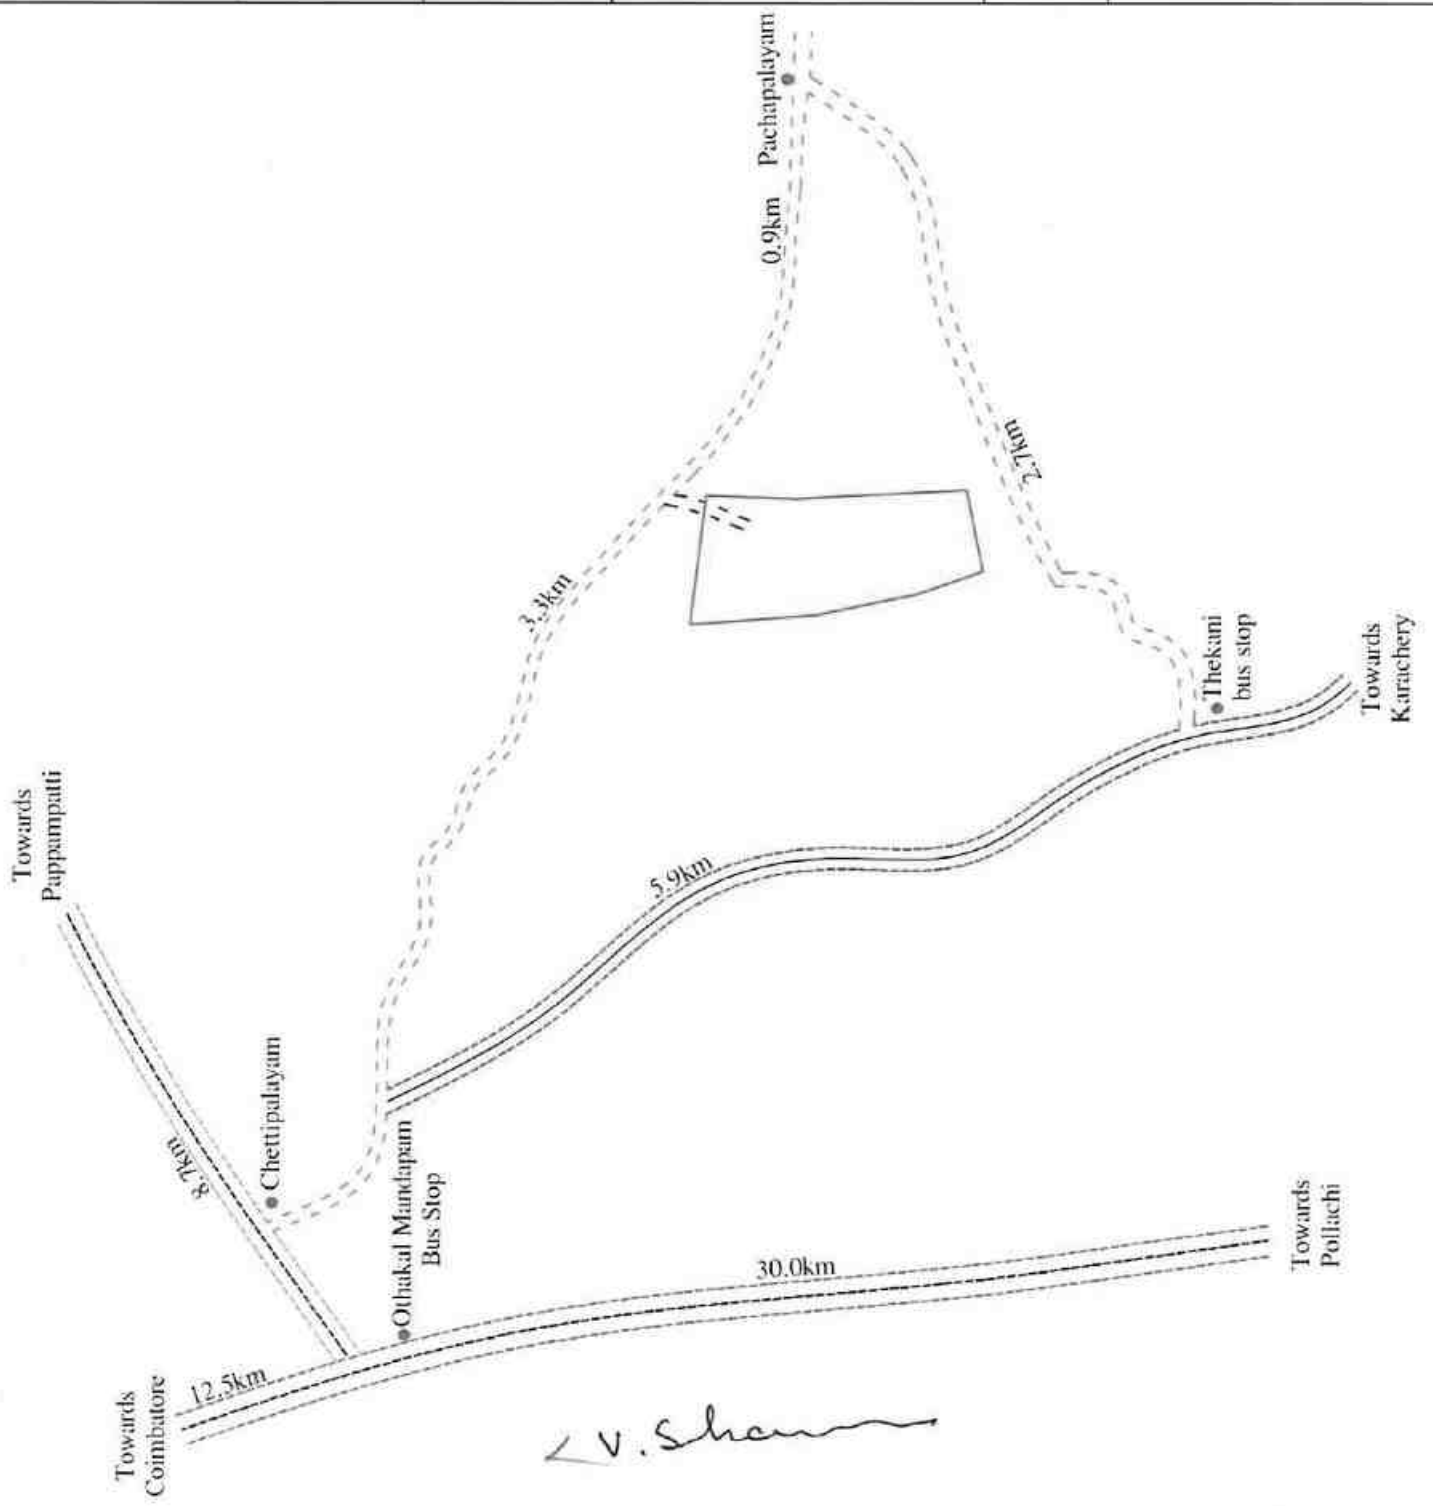 Pachapalayam
0.9km
2.7km
3.3km
Thekani
bus stop
Towards
Karachery
Towards
Pappampati
5.9km
Chettipalayam
8.7km
Othakal Mandapam
Bus Stop
30.0km
Towards
Pollachi
12.5km
Towards
Coimbatore